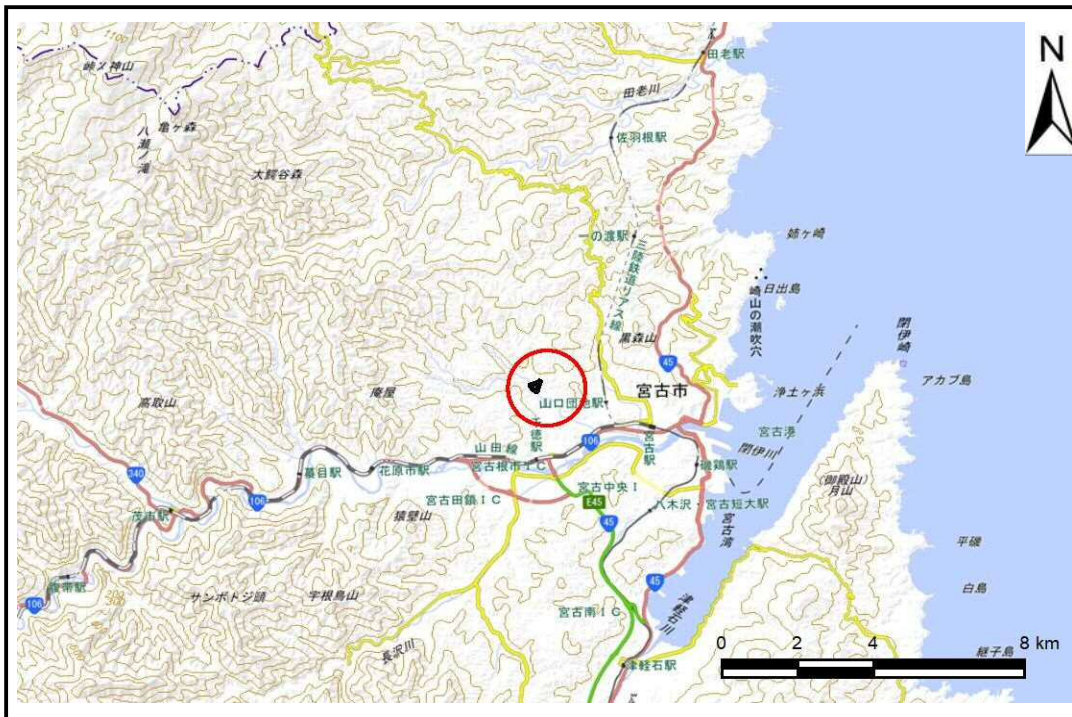 1100
峠ノ神山
亀ヶ森
八瀬ノ滝
大餅谷森
田老駅
田老川
佐羽根駅
N
一の渡駅
三陸鉄道リアス線
姉ヶ崎
日出島
崎山の潮吹穴
黒森山
45
閉伊崎
アカブ島
浄土ヶ浜
宮古港
閉伊川
宮古市
山口団地駅
千徳駅
宮古駅
磯鶏駅
高取山
庵屋
山田線
106
340
蟇目駅
花原市駅
宮古根市IC
宮古田鎖IC
宮古中央I
E45
45
八木沢・宮古短大駅
宮古湾
(御殿山)
月山
茂市駅
106
猿壁山
腹帯駅
106
サンボトジ頭
宇根鳥山
長沢川
宮古南IC
45
津軽石川
津軽石駅
平磯
白島
継子島
0 2 4 8 km